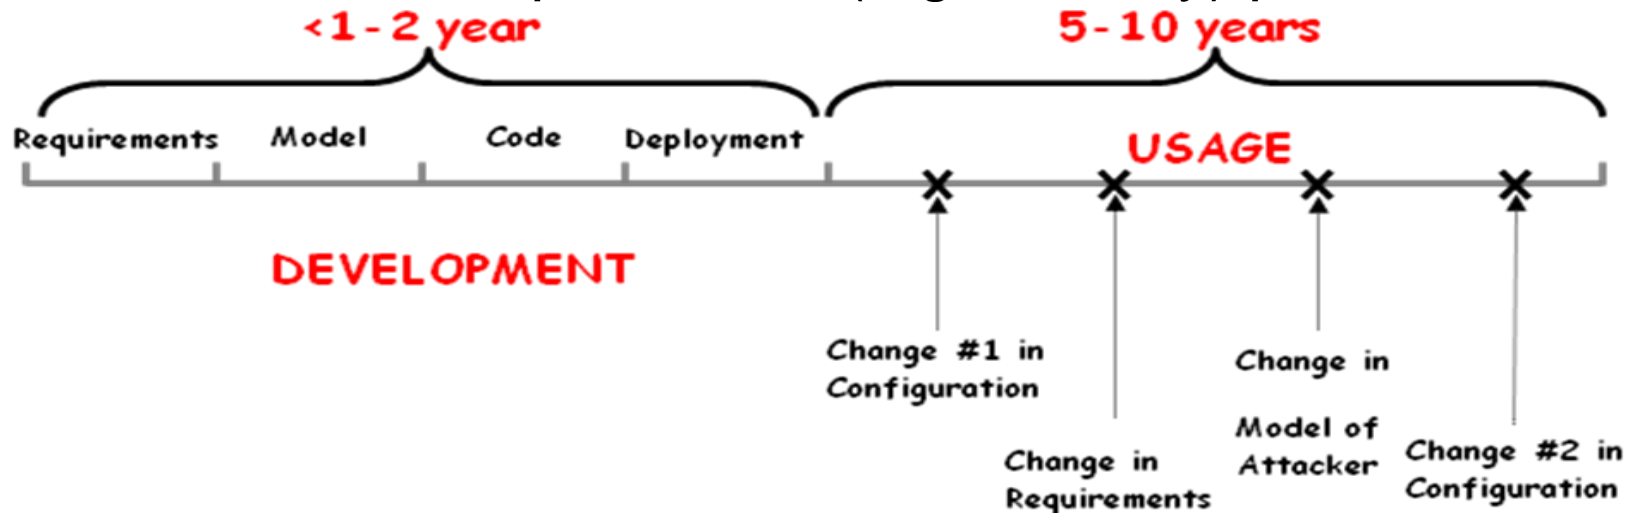 <1-2 year
5-10 years
Requirements
Model
Code
Deployment
USAGE
DEVELOPMENT
Change #1 in
Configuration
Change in
Requirements
Change in
Model of
Attacker
Change #2 in
Configuration